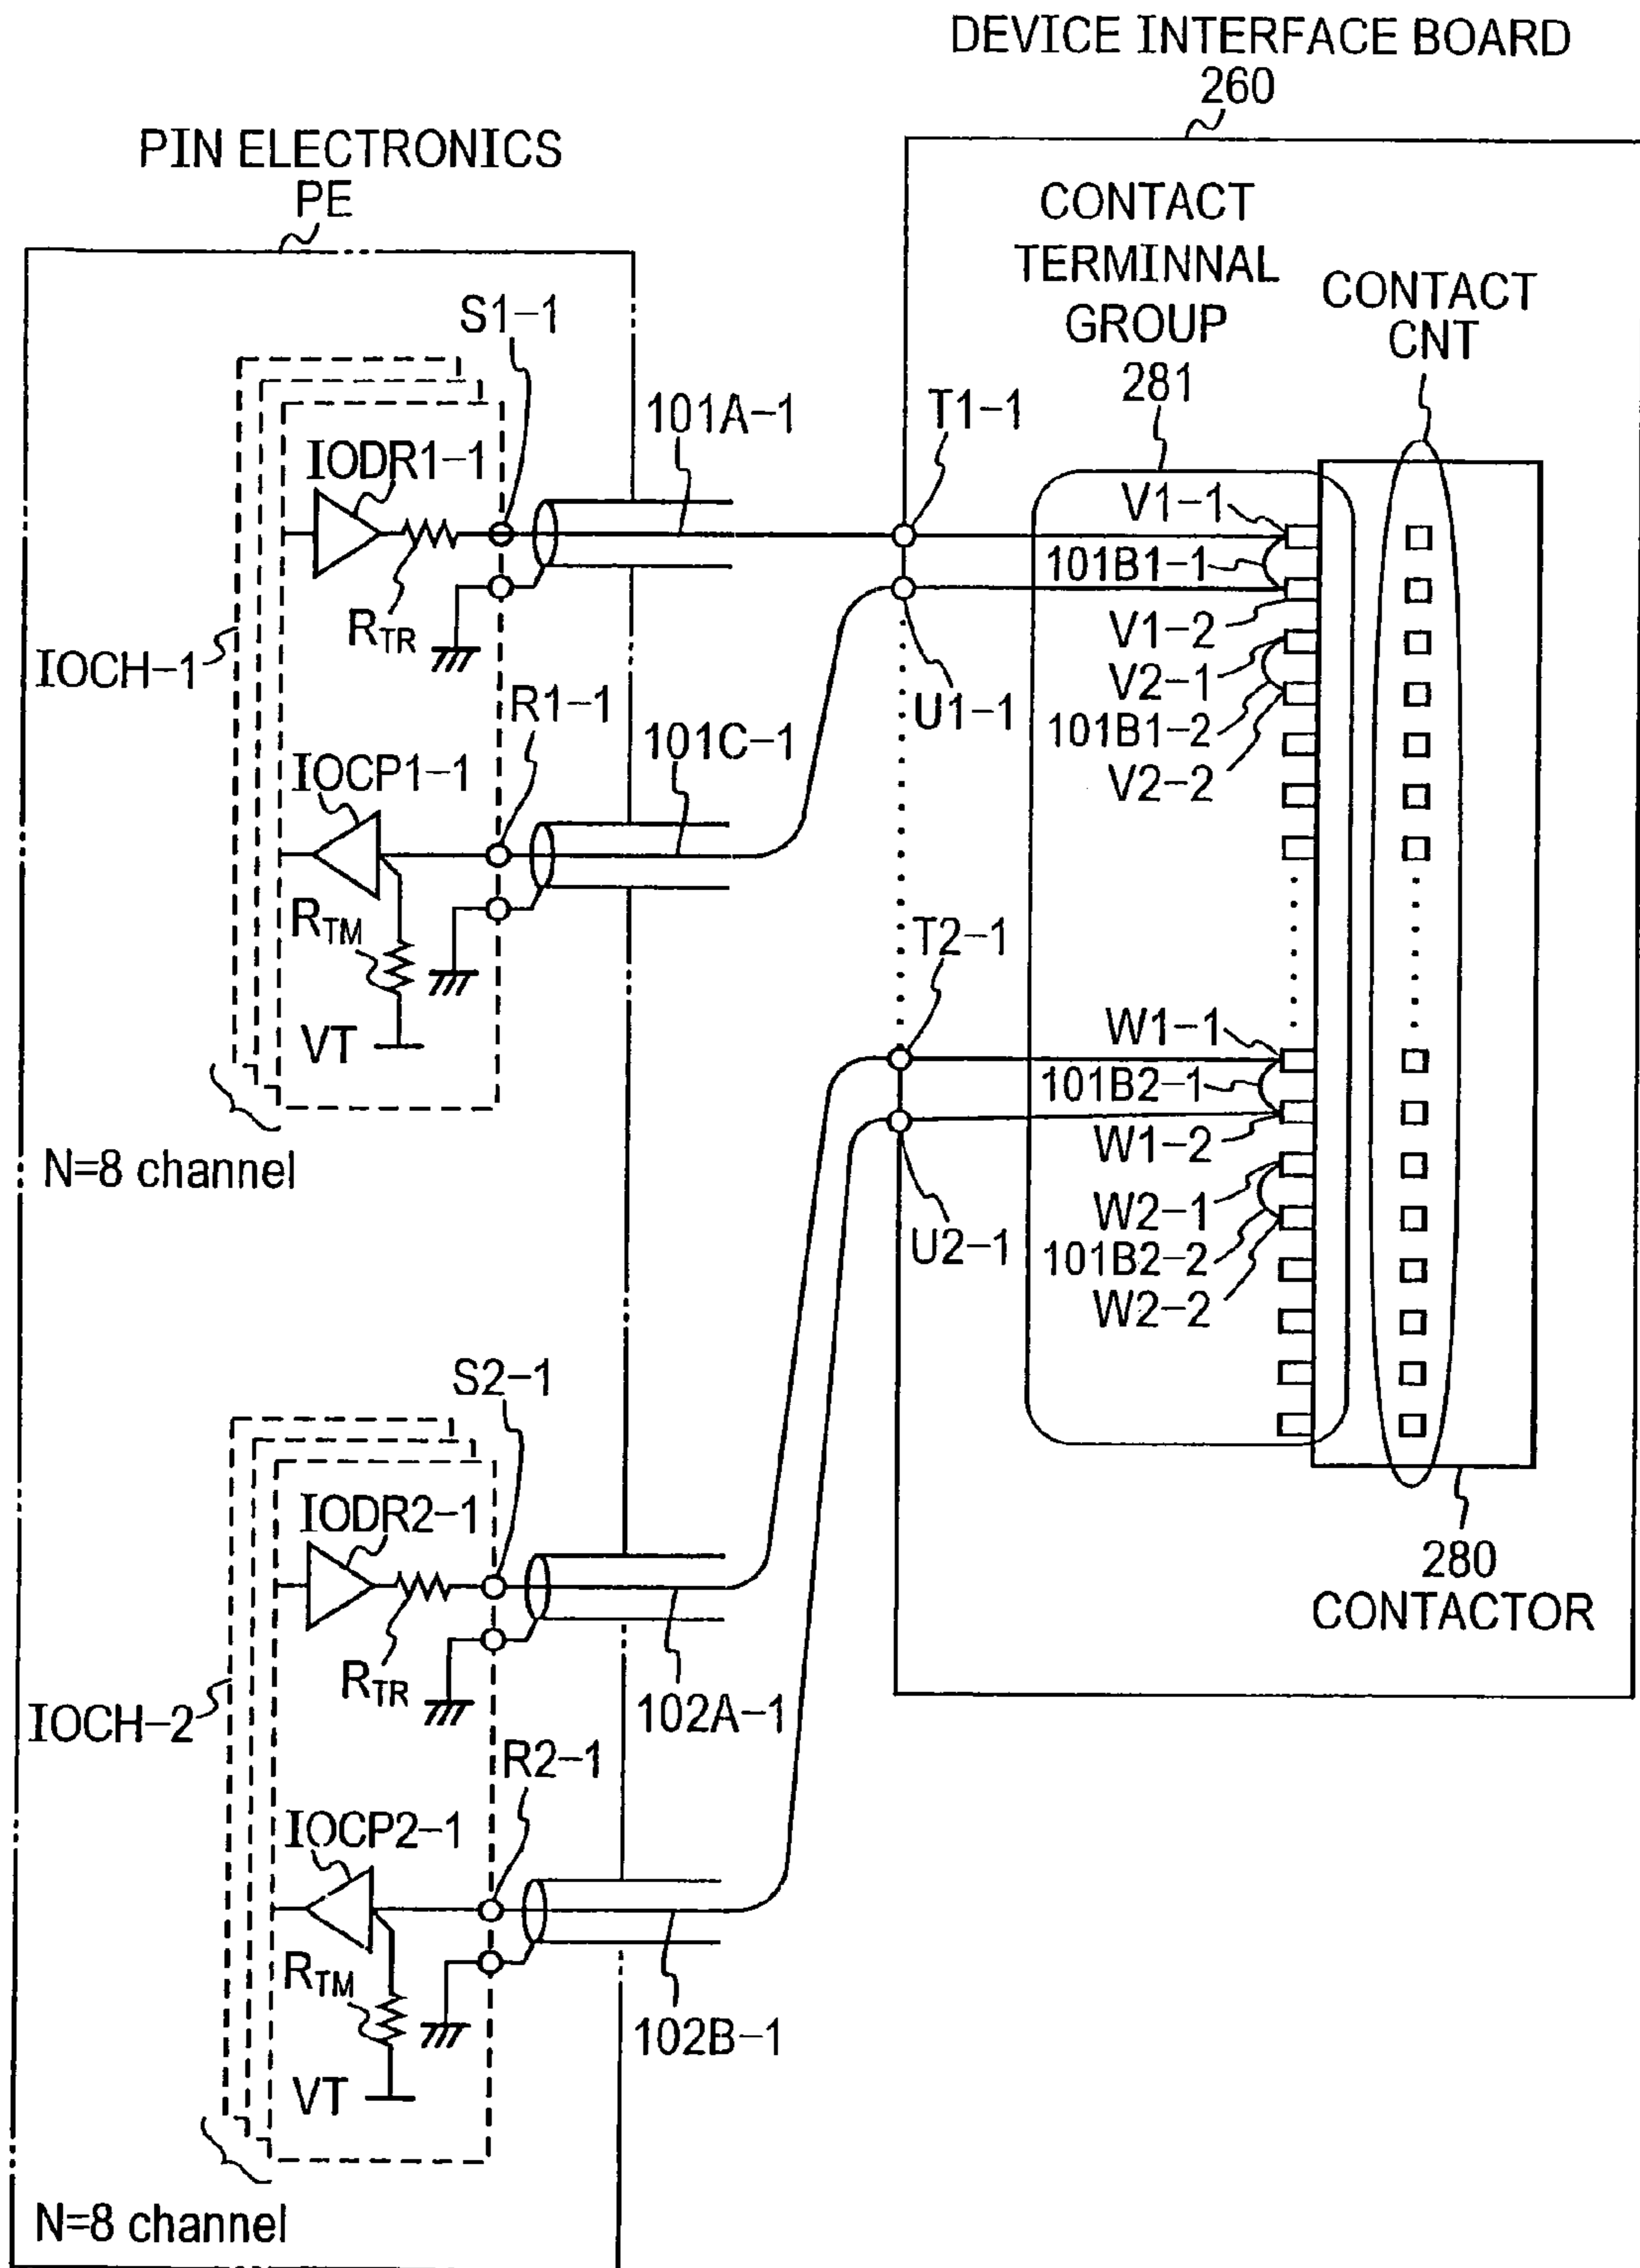 DEVICE INTERFACE BOARD
260
PIN ELECTRONICS
PE
CONTACT
TERMINNAL
GROUP
281
CONTACT
CNT
S1-1
101A-1
T1-1
IODR1-1
V1-1
101B1-1
RTR
V1-2
IOCH-1
V2-1
R1-1
U1-1
101B1-2
101C-1
IOCP1-1
V2-2
RTM
T2-1
VT
W1-1
101B2-1
W1-2
N=8 channel
W2-1
U2-1
101B2-2
W2-2
S2-1
IODR2-1
280
CONTACTOR
RTR
102A-1
IOCH-2
R2-1
IOCP2-1
RTM
102B-1
VT
N=8 channel